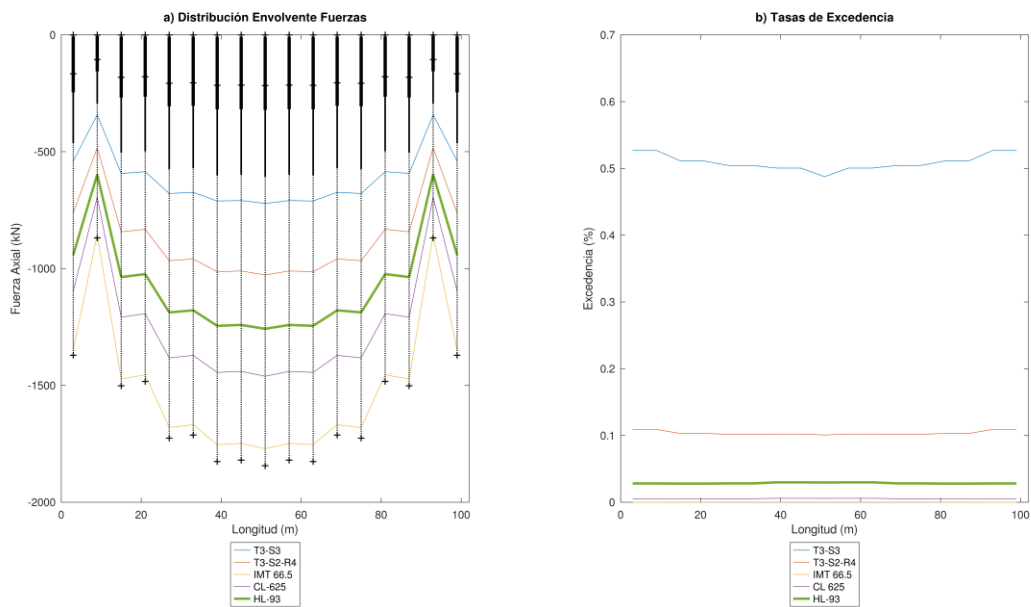 a) Distribución Envolvente Fuerzas
0
-500
-1000
-1500
-2000
Fuerza Axial (kN)
0 20 40 60 80 100
Longitud (m)
T3-S3
T3-S2-R4
IMT 66.5
CL-625
HL-93
b) Tasas de Excedencia
0.7
0.6
0.5
0.4
0.3
0.2
0.1
0
Excedencia (%)
0 20 40 60 80 100
Longitud (m)
T3-S3
T3-S2-R4
IMT 66.5
CL 625
HL-93